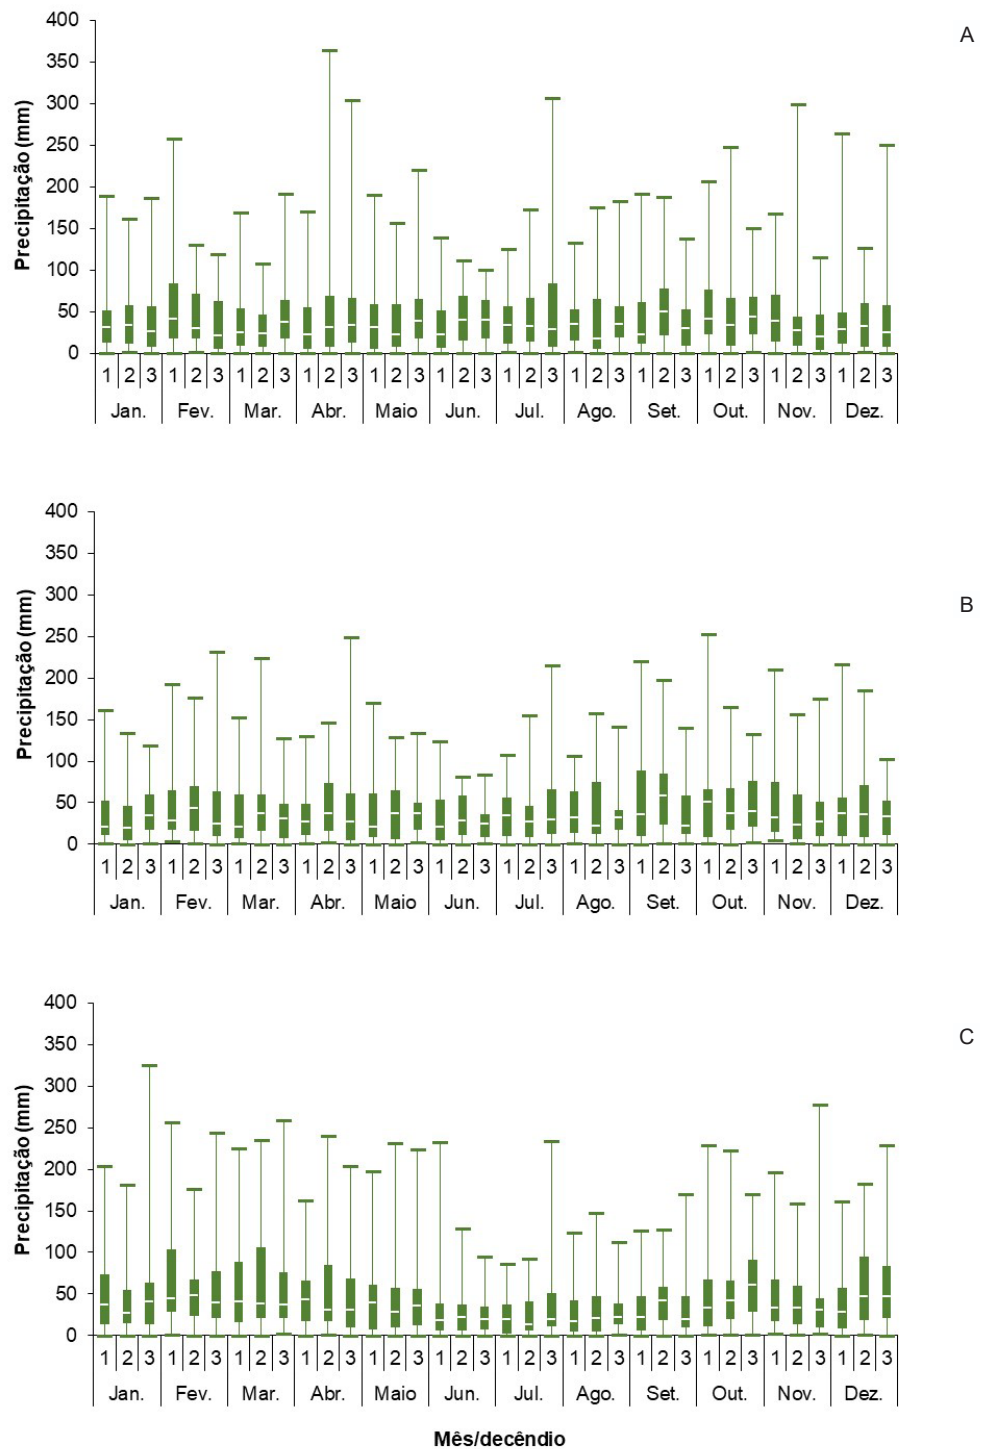 A
Precipitação (mm)
400
350
300
250
200
150
100
50
0
1 2 3 1 2 3 1 2 3 1 2 3 1 2 3 1 2 3 1 2 3 1 2 3 1 2 3 1 2 3 1 2 3 1 2 3
Jan. Fev. Mar. Abr. Maio Jun. Jul. Ago. Set. Out. Nov. Dez.
B
Precipitação (mm)
400
350
300
250
200
150
100
50
0
1 2 3 1 2 3 1 2 3 1 2 3 1 2 3 1 2 3 1 2 3 1 2 3 1 2 3 1 2 3 1 2 3 1 2 3
Jan. Fev. Mar. Abr. Maio Jun. Jul. Ago. Set. Out. Nov. Dez.
C
Precipitação (mm)
400
350
300
250
200
150
100
50
0
1 2 3 1 2 3 1 2 3 1 2 3 1 2 3 1 2 3 1 2 3 1 2 3 1 2 3 1 2 3 1 2 3 1 2 3
Jan. Fev. Mar. Abr. Maio Jun. Jul. Ago. Set. Out. Nov. Dez.
Mês/decêndio